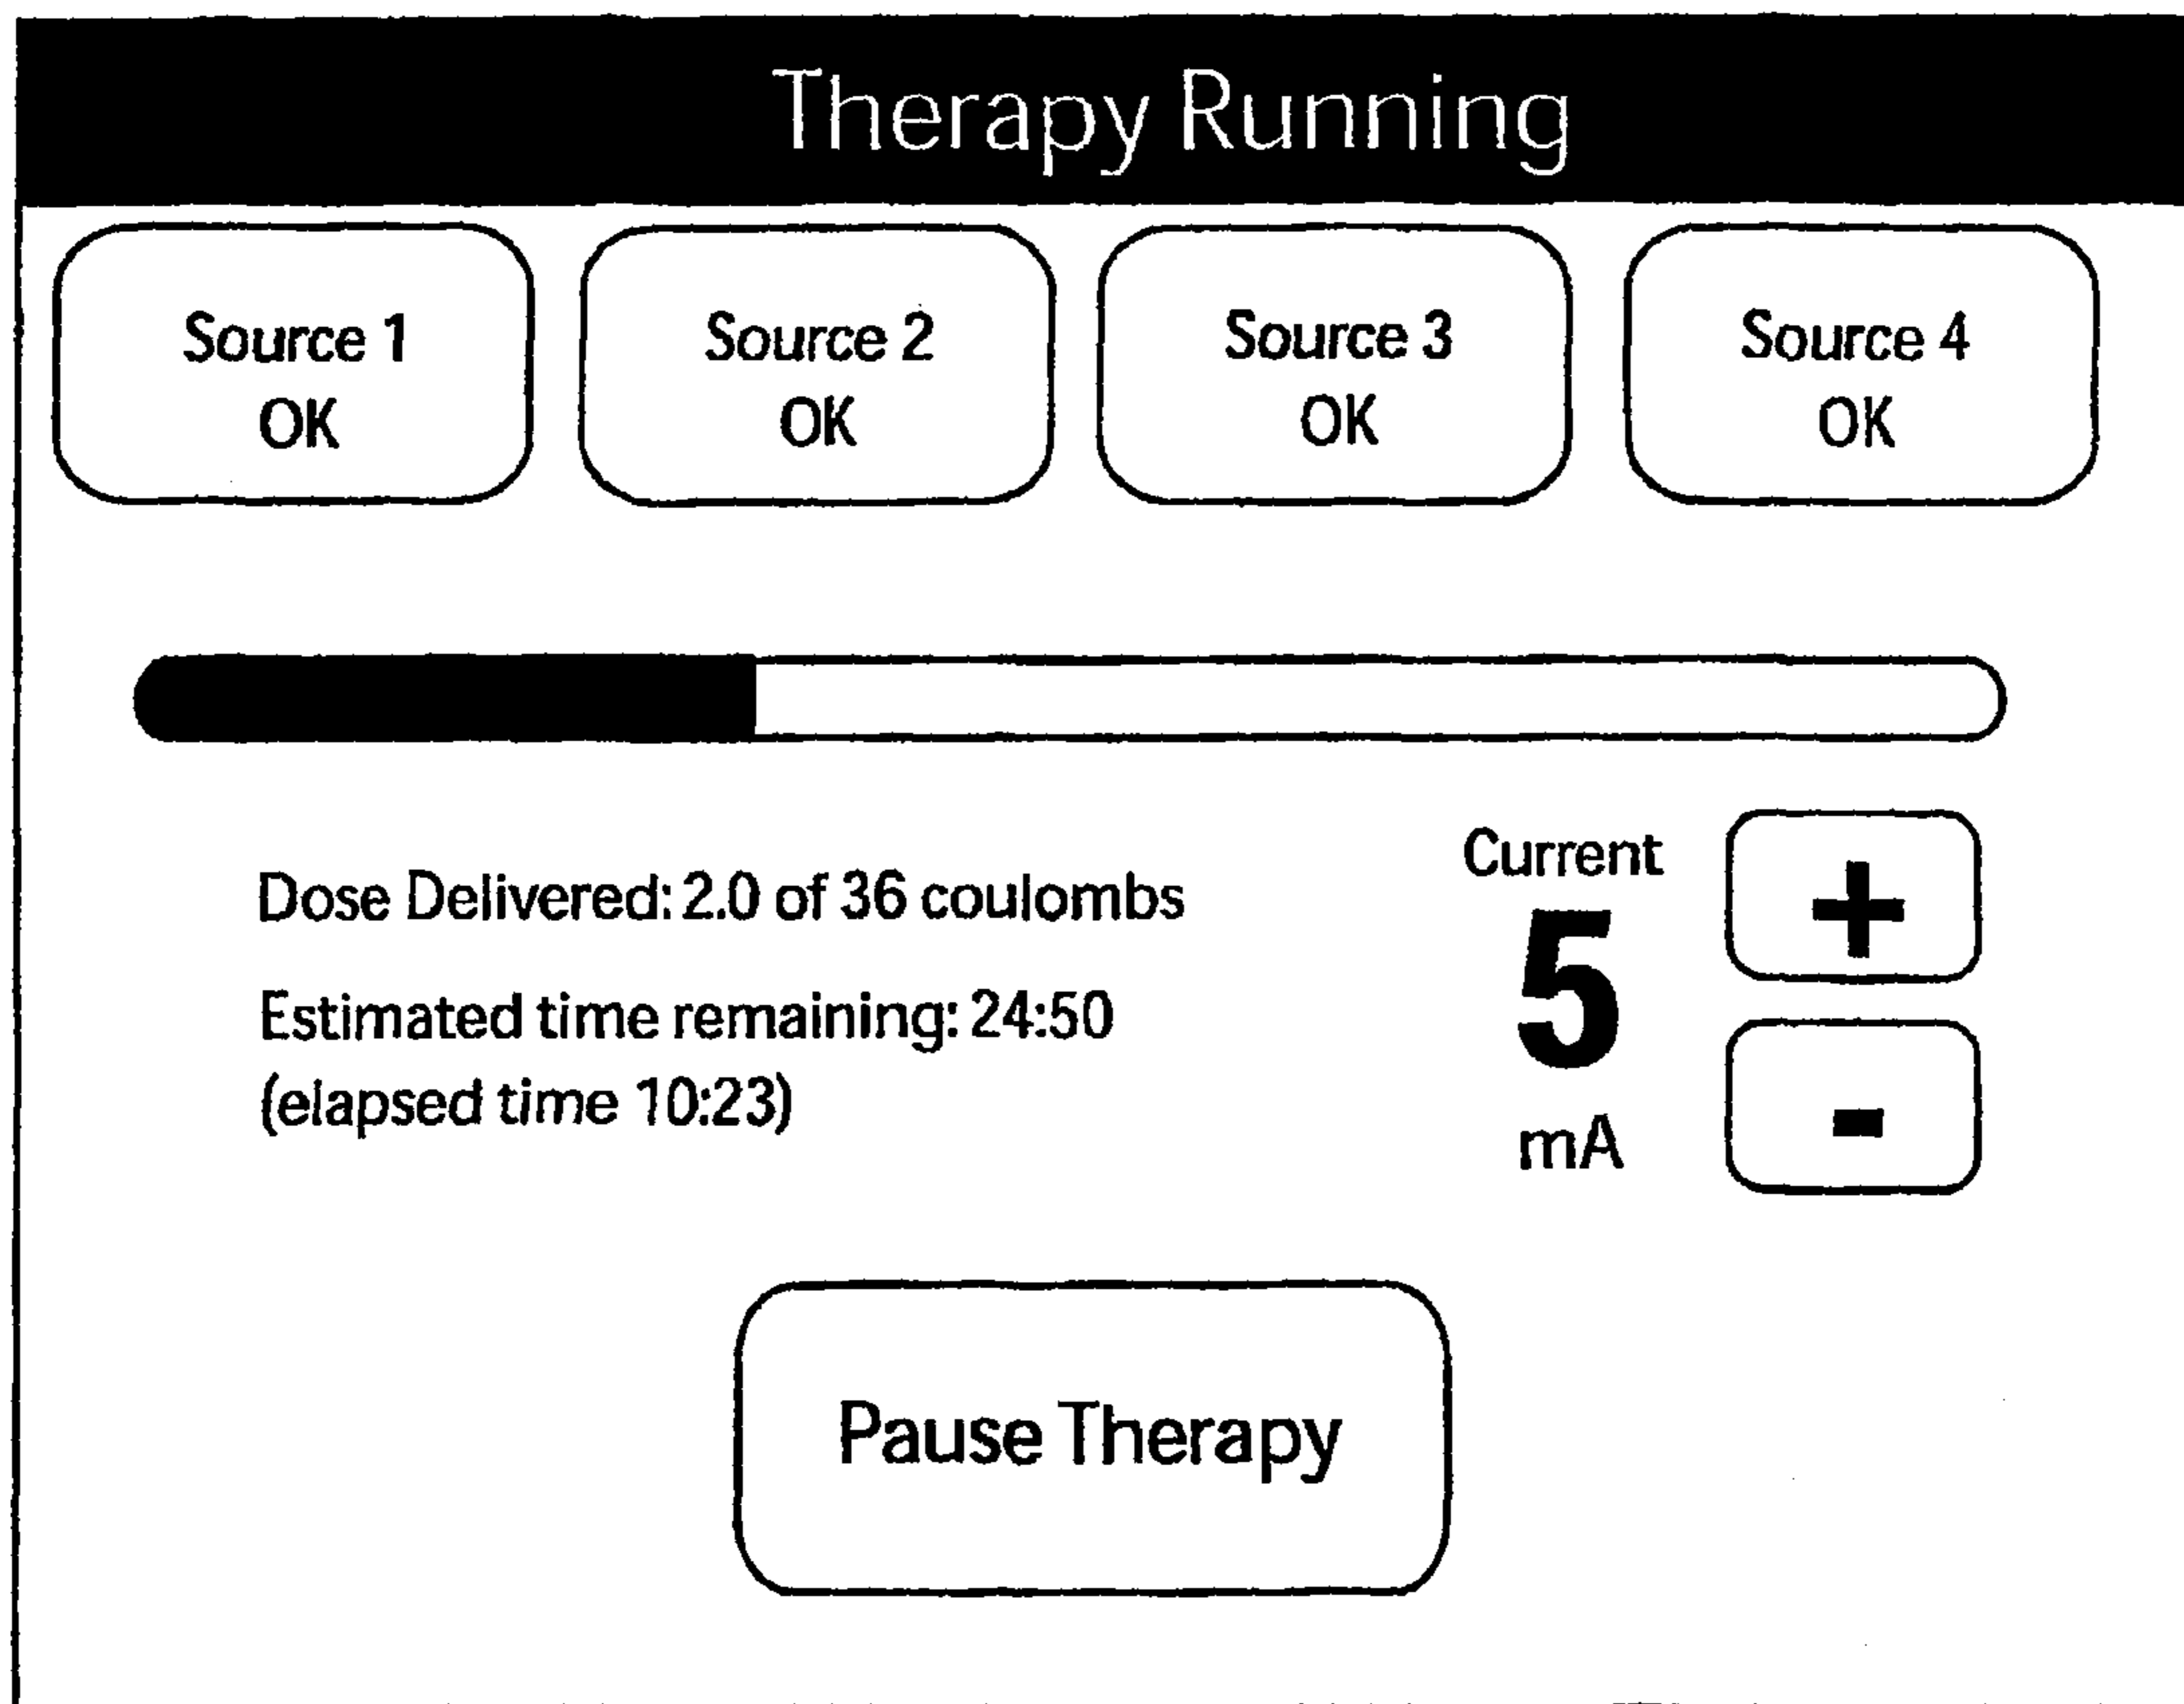 Therapy Running
Source 1
OK
Source 2
OK
Source 3
OK
Source 4
OK
Dose Delivered: 2.0 of 36 coulombs
Estimated time remaining: 24:50
(elapsed time 10:23)
Current
5
mA
+
-
Pause Therapy